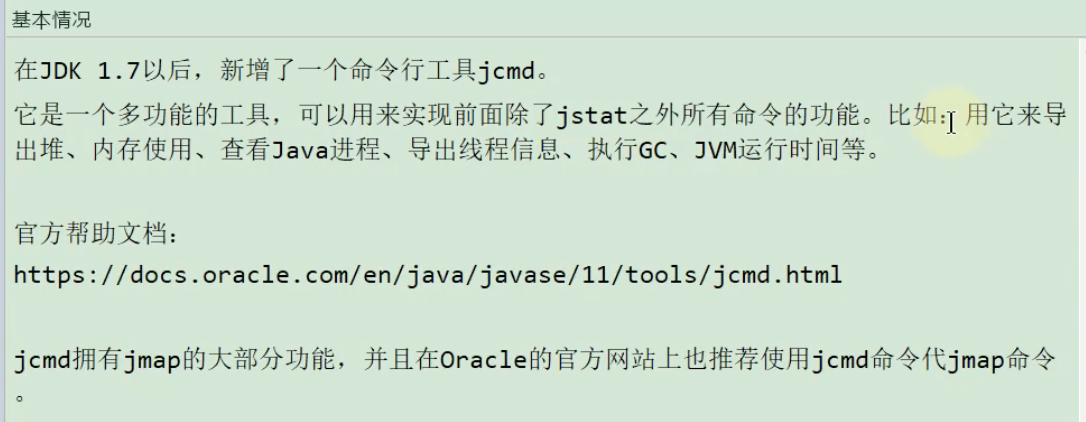 基本情况
在JDK 1.7以后，新增了一个命令行工具jcmd。
它是一个多功能的工具，可以用来实现前面除了jstat之外所有命令的功能。比如：用它来导
出堆、内存使用、查看Java进程、导出线程信息、执行GC、JVM运行时间等。
官方帮助文档：
https://docs.oracle.com/en/java/javase/11/tools/jcmd.html
jcmd拥有jmap的大部分功能，并且在Oracle的官方网站上也推荐使用jcmd命令代jmap命令
。